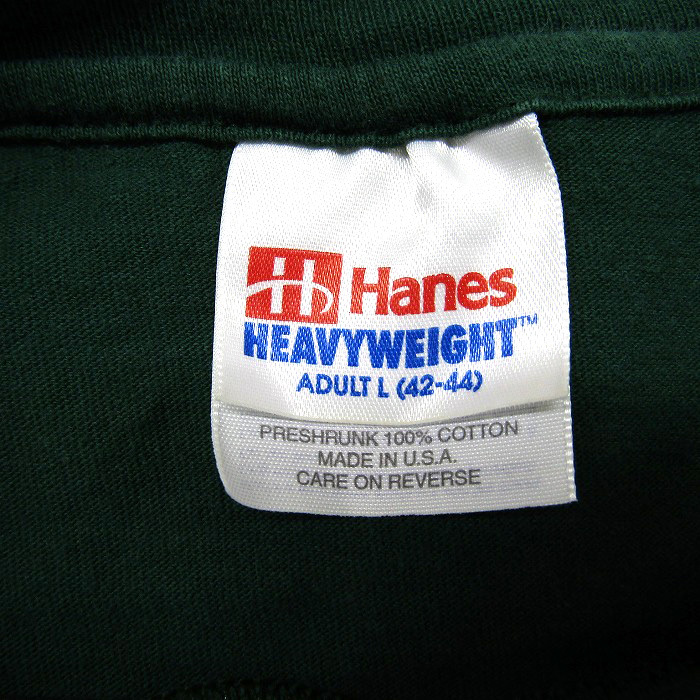 H Hanes
HEAVYWEIGHT™
ADULT L (42-44)
PRESHRUNK 100% COTTON
MADE IN U.S.A.
CARE ON REVERSE